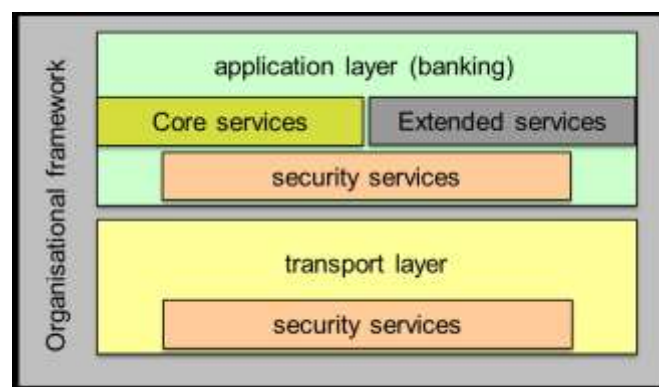 Organisational framework
application layer (banking)
Core services
Extended services
security services
transport layer
security services